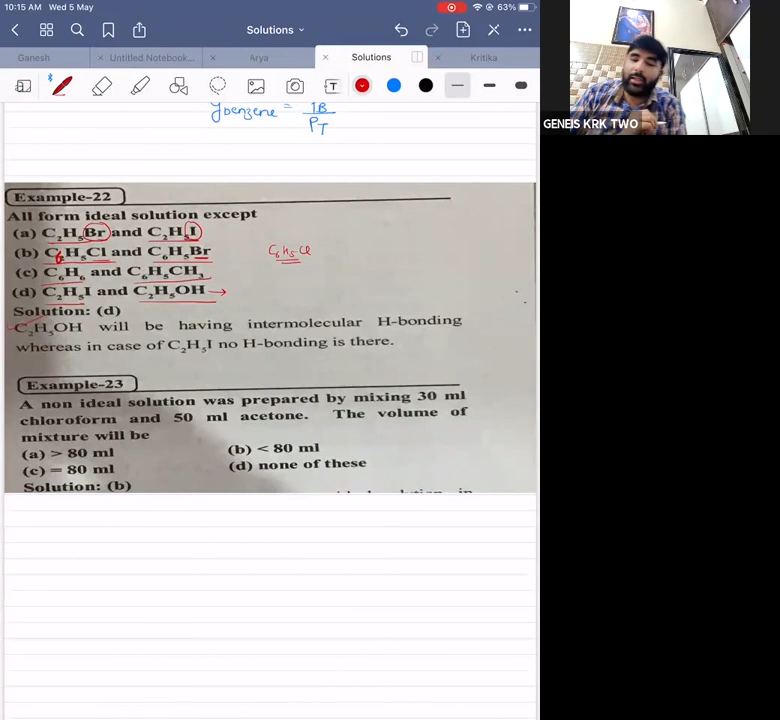 10:15 AM Wed 5 May
63%
Solutions
Ganesh
Untitled Notebook...
Arya
Solutions
Kritika
GENEIS KRK TWO
y benzene = PB / PT
Example-22
All form ideal solution except
(a) C₂H₅Br and C₂H₅I
(b) C₆H₅Cl and C₆H₅Br
C₆H₅Cl
(c) C₆H₆ and C₆H₅CH₃
(d) C₂H₅I and C₂H₅OH →
Solution: (d)
C₂H₅OH will be having intermolecular H-bonding
whereas in case of C₂H₅I no H-bonding is there.
Example-23
A non ideal solution was prepared by mixing 30 ml
chloroform and 50 ml acetone. The volume of
mixture will be
(a) > 80 ml
(b) < 80 ml
(c) = 80 ml
(d) none of these
Solution: (b)